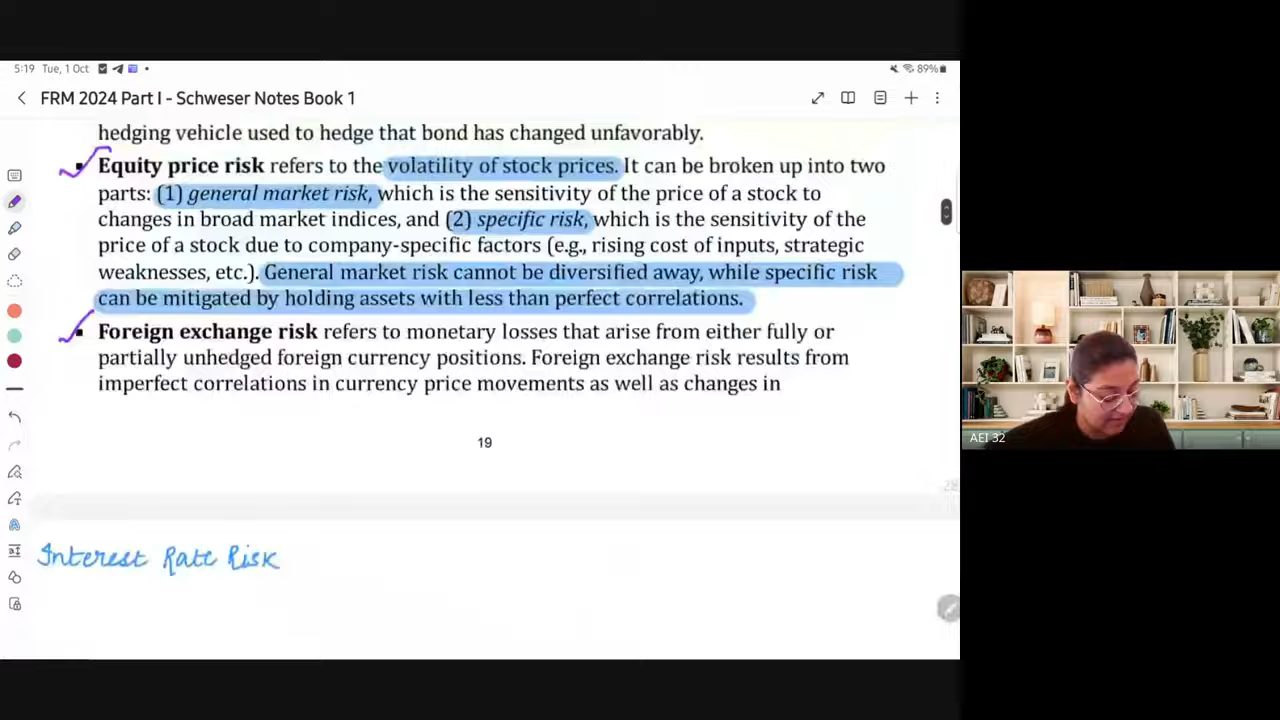 5:19 Tue, 1 Oct
89%
FRM 2024 Part I - Schweser Notes Book 1
hedging vehicle used to hedge that bond has changed unfavorably.
▪ Equity price risk refers to the volatility of stock prices. It can be broken up into two
parts: (1) general market risk, which is the sensitivity of the price of a stock to
changes in broad market indices, and (2) specific risk, which is the sensitivity of the
price of a stock due to company-specific factors (e.g., rising cost of inputs, strategic
weaknesses, etc.). General market risk cannot be diversified away, while specific risk
can be mitigated by holding assets with less than perfect correlations.
▪ Foreign exchange risk refers to monetary losses that arise from either fully or
partially unhedged foreign currency positions. Foreign exchange risk results from
imperfect correlations in currency price movements as well as changes in
19
Interest Rate Risk
AEI 32